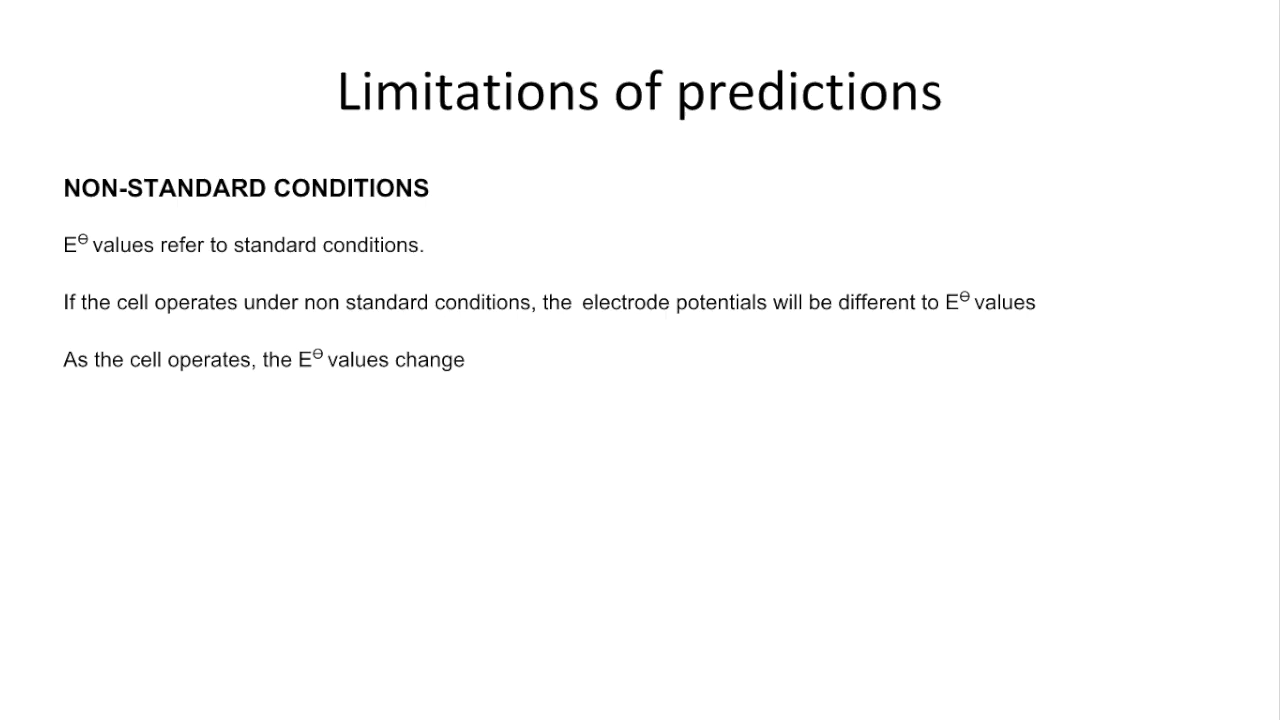 Limitations of predictions
NON-STANDARD CONDITIONS
E⊖ values refer to standard conditions.
If the cell operates under non standard conditions, the electrode potentials will be different to E⊖ values
As the cell operates, the E⊖ values change